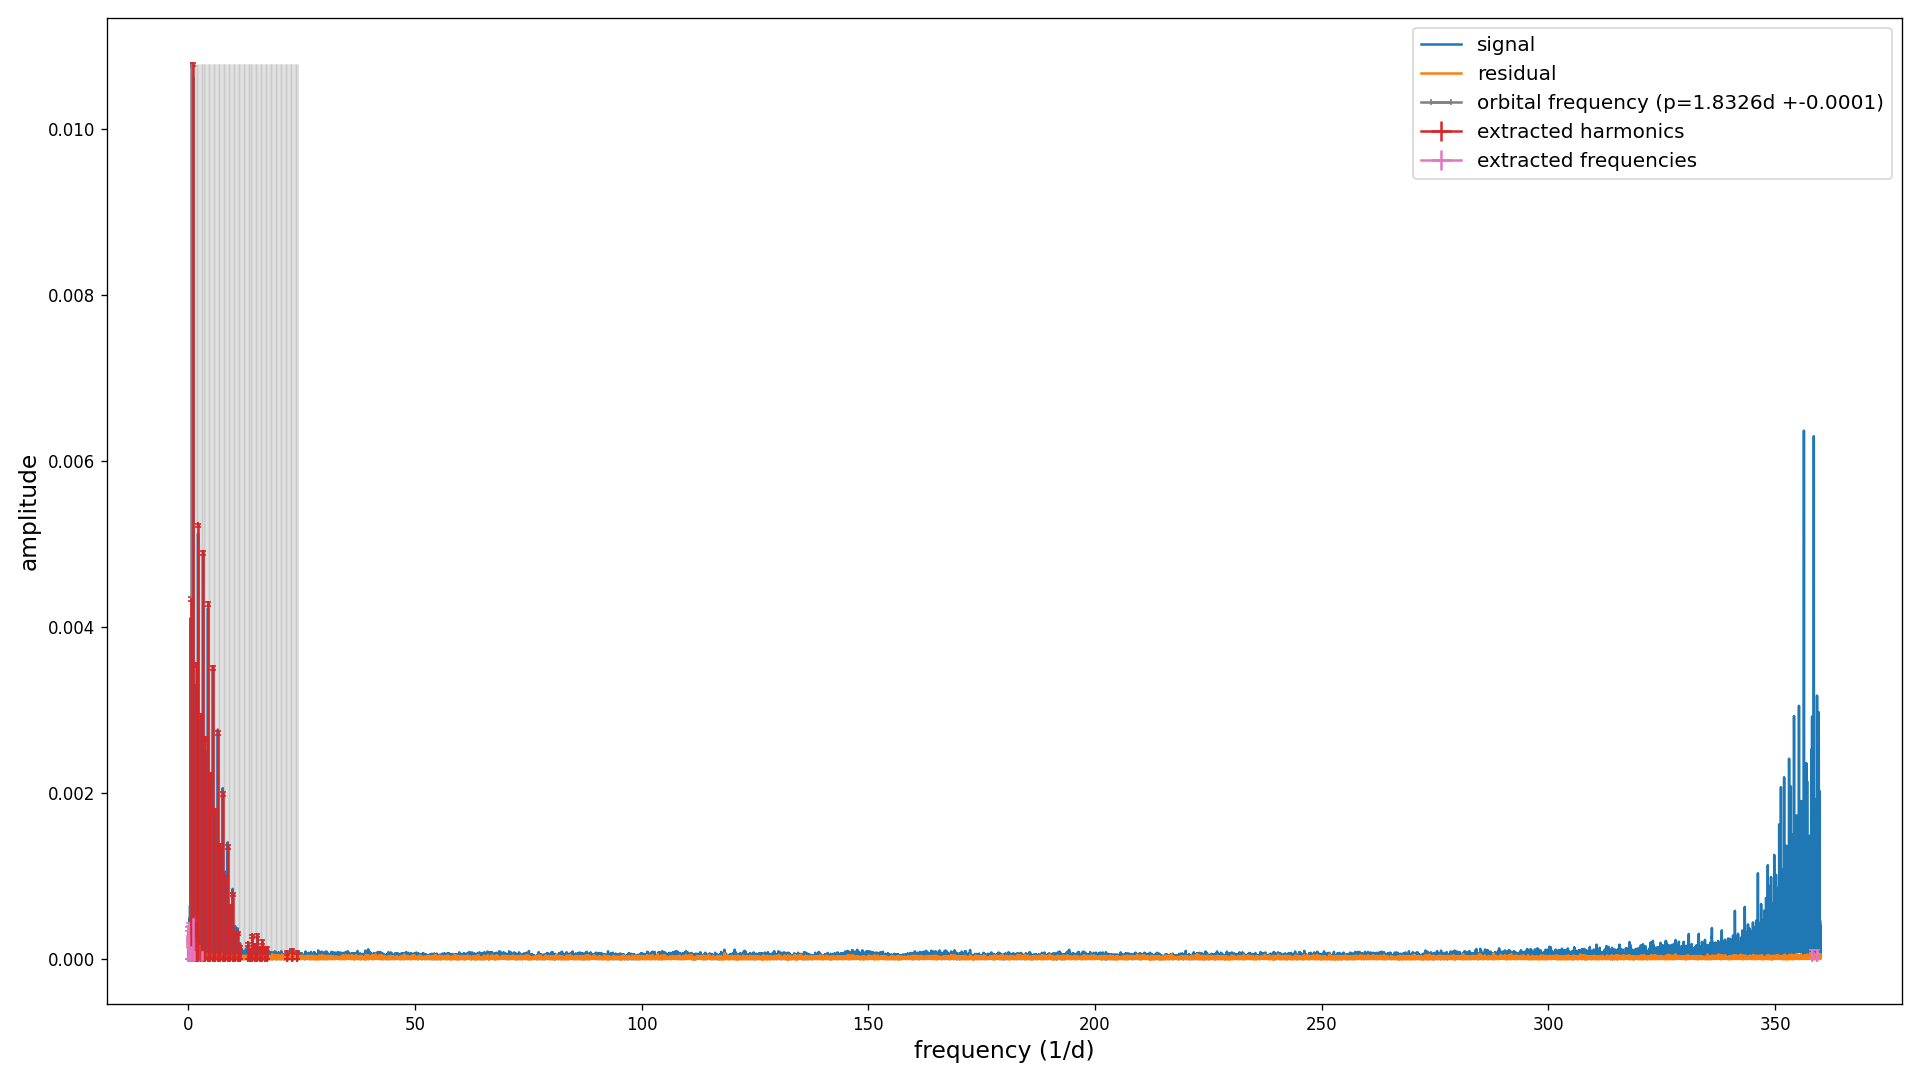 signal
residual
orbital frequency (p=1.8326d +-0.0001)
extracted harmonics
extracted frequencies
0.010
0.008
0.006
0.004
0.002
0.000
amplitude
0 50 100 150 200 250 300 350
frequency (1/d)